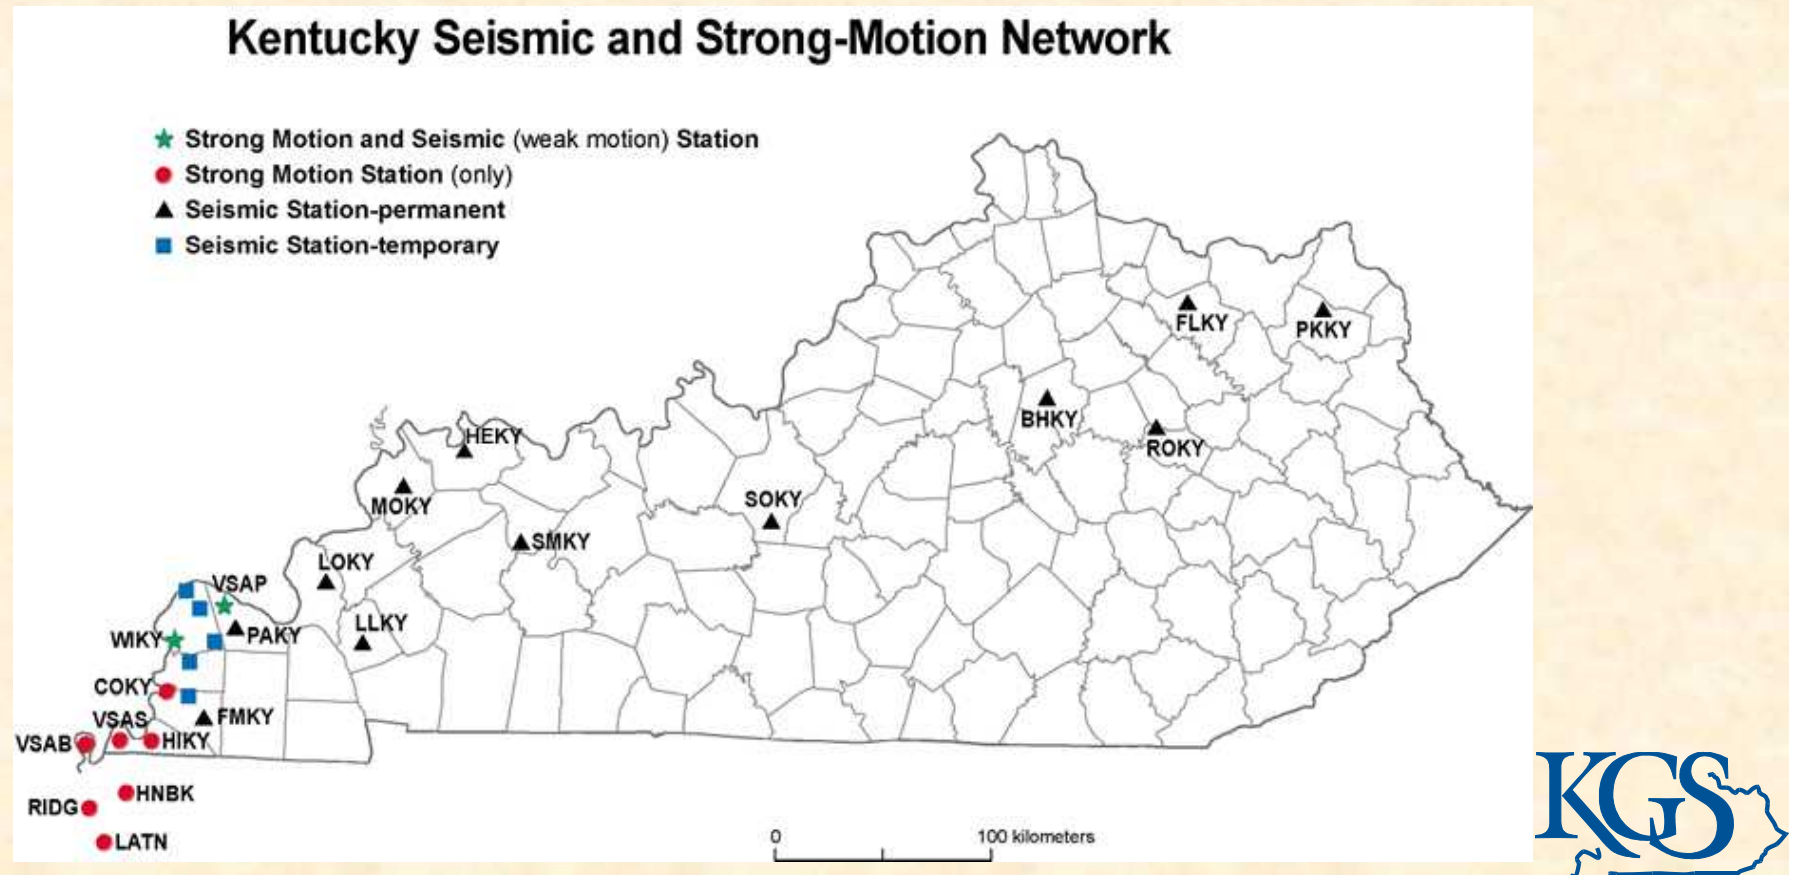 Kentucky Seismic and Strong-Motion Network
Strong Motion and Seismic (weak motion) Station
Strong Motion Station (only)
Seismic Station-permanent
Seismic Station-temporary
FLKY
PKKY
BHKY
ROKY
HEKY
MOKY
SOKY
SMKY
LOKY
VSAP
LLKY
WIKY
PAKY
COKY
VSAS
FMKY
VSAB
HIKY
HNBK
RIDG
LATN
0 100 kilometers
KGS